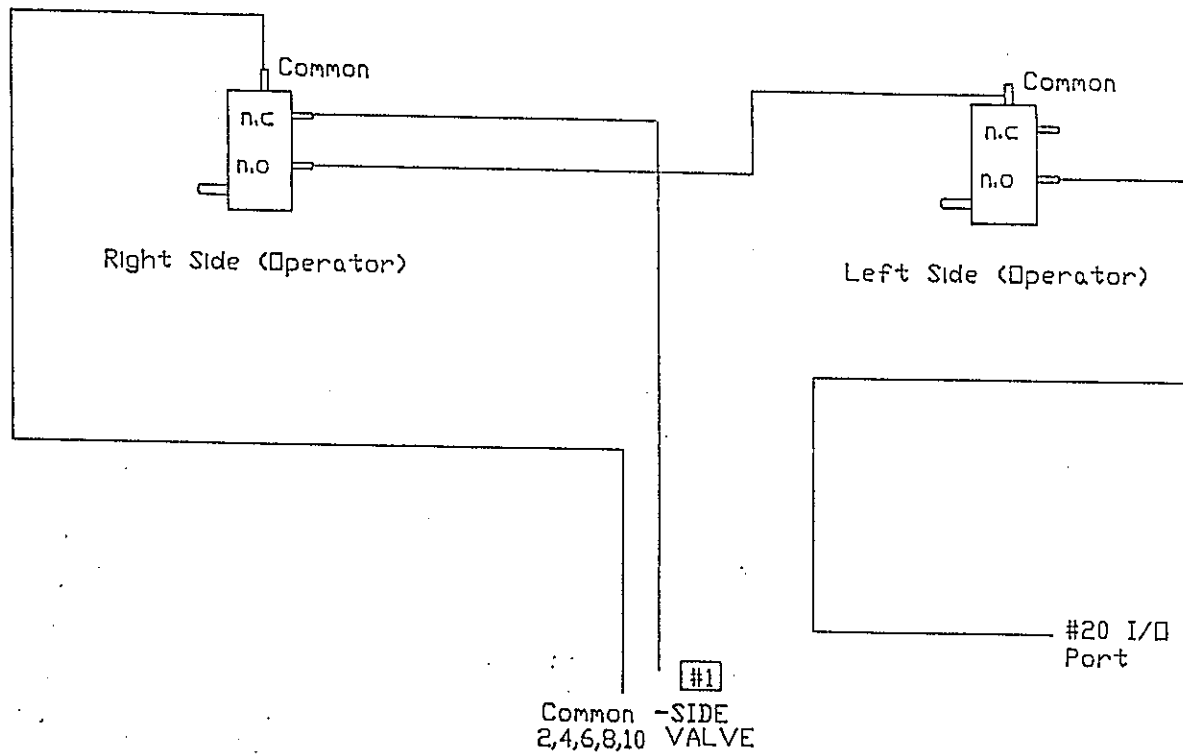 Common
n.c
n.o
Right Side (Operator)
Common
n.c
n.o
Left Side (Operator)
#20 I/O
Port
#1
Common -SIDE
2,4,6,8,10 VALVE